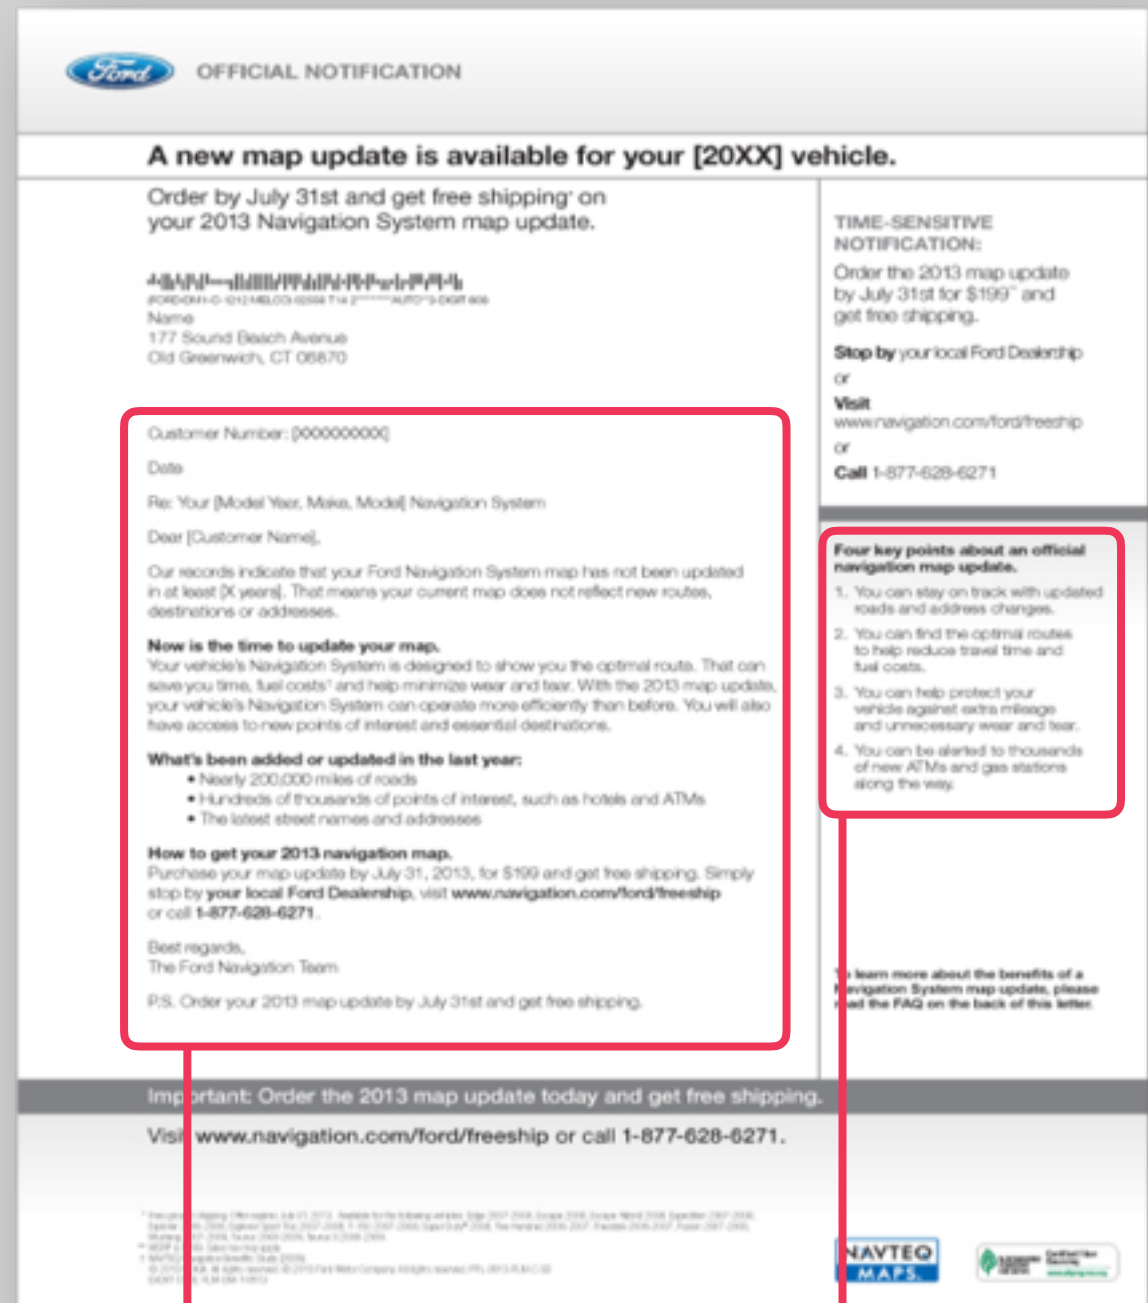 Ford OFFICIAL NOTIFICATION
A new map update is available for your [20XX] vehicle.
Order by July 31st and get free shipping* on
your 2013 Navigation System map update.
Name
177 Sound Beach Avenue
Old Greenwich, CT 06870
Customer Number: [XXXXXXXXXX]
Date
Re: Your [Model Year, Make, Model] Navigation System
Dear [Customer Name],
Our records indicate that your Ford Navigation System map has not been updated
in at least [X years]. That means your current map does not reflect new routes,
destinations or addresses.
Now is the time to update your map.
Your vehicle's Navigation System is designed to show you the optimal route. That can
save you time, fuel costs† and help minimize wear and tear. With the 2013 map update,
your vehicle's Navigation System can operate more efficiently than before. You will also
have access to new points of interest and essential destinations.
What's been added or updated in the last year:
• Nearly 200,000 miles of roads
• Hundreds of thousands of points of interest, such as hotels and ATMs
• The latest street names and addresses
How to get your 2013 navigation map.
Purchase your map update by July 31, 2013, for $199 and get free shipping. Simply
stop by your local Ford Dealership, visit www.navigation.com/ford/freeship
or call 1-877-628-6271.
Best regards,
The Ford Navigation Team
P.S. Order your 2013 map update by July 31st and get free shipping.
TIME-SENSITIVE
NOTIFICATION:
Order the 2013 map update
by July 31st for $199** and
get free shipping.
Stop by your local Ford Dealership
or
Visit
www.navigation.com/ford/freeship
or
Call 1-877-628-6271
Four key points about an official
navigation map update.
1. You can stay on track with updated
roads and address changes.
2. You can find the optimal routes
to help reduce travel time and
fuel costs.
3. You can help protect your
vehicle against extra mileage
and unnecessary wear and tear.
4. You can be alerted to thousands
of new ATMs and gas stations
along the way.
To learn more about the benefits of a
Navigation System map update, please
read the FAQ on the back of this letter.
Important: Order the 2013 map update today and get free shipping.
Visit www.navigation.com/ford/freeship or call 1-877-628-6271.
NAVTEQ
MAPS.